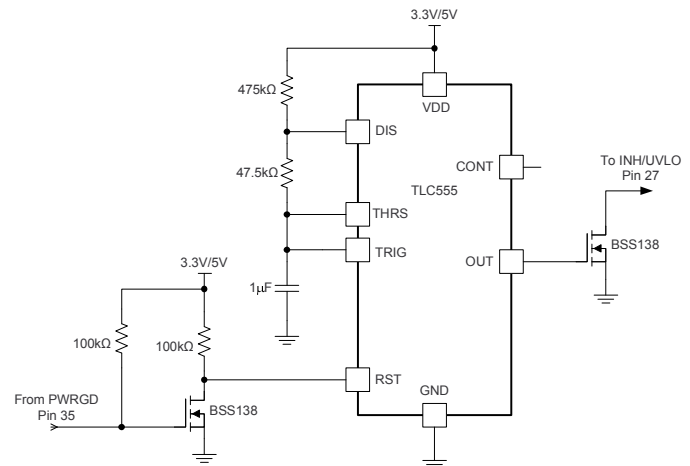 3.3V/5V
475kΩ
VDD
DIS
CONT
To INH/UVLO
Pin 27
47.5kΩ
TLC555
THRS
BSS138
TRIG
OUT
3.3V/5V
1μF
100kΩ
100kΩ
RST
GND
From PWRGD
Pin 35
BSS138